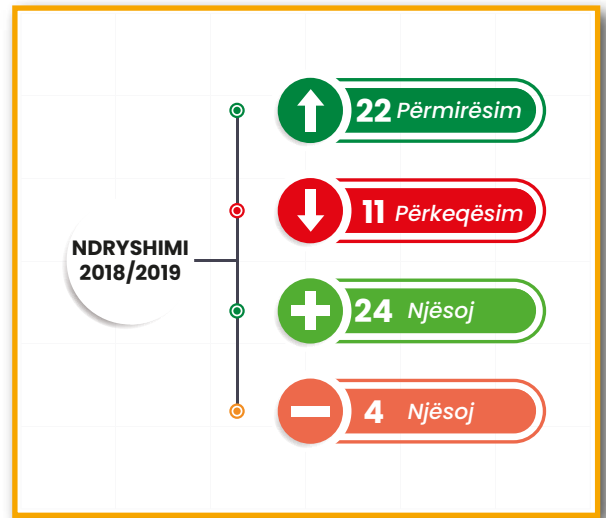 22 Përmirësim
11 Përkeqësim
NDRYSHIMI
2018/2019
24 Njësoj
4 Njësoj